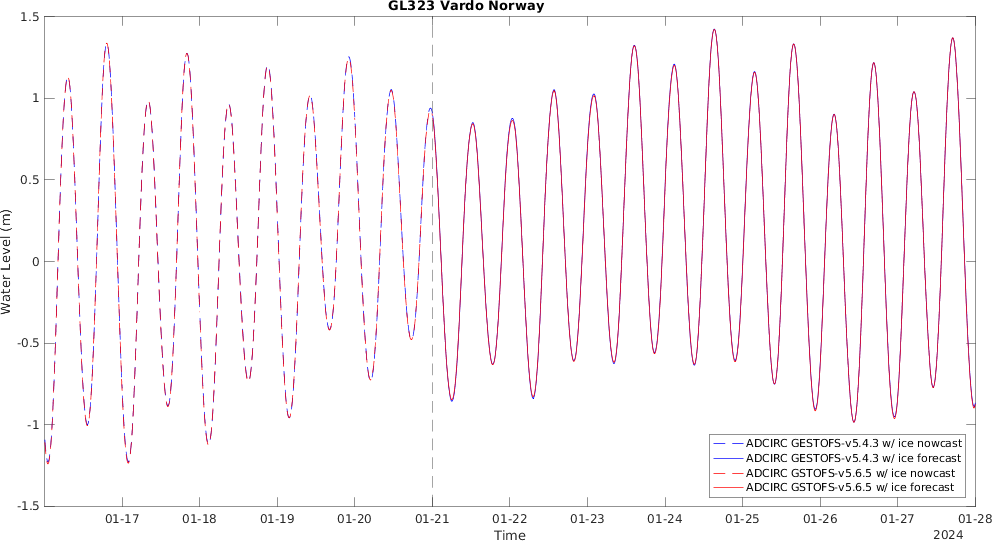 GL323 Vardo Norway
1.5
1
0.5
0
-0.5
-1
-1.5
Water Level (m)
ADCIRC GESTOFS-v5.4.3 w/ ice nowcast
ADCIRC GESTOFS-v5.4.3 w/ ice forecast
ADCIRC GSTOFS-v5.6.5 w/ ice nowcast
ADCIRC GSTOFS-v5.6.5 w/ ice forecast
01-17 01-18 01-19 01-20 01-21 01-22 01-23 01-24 01-25 01-26 01-27 01-28
Time
2024